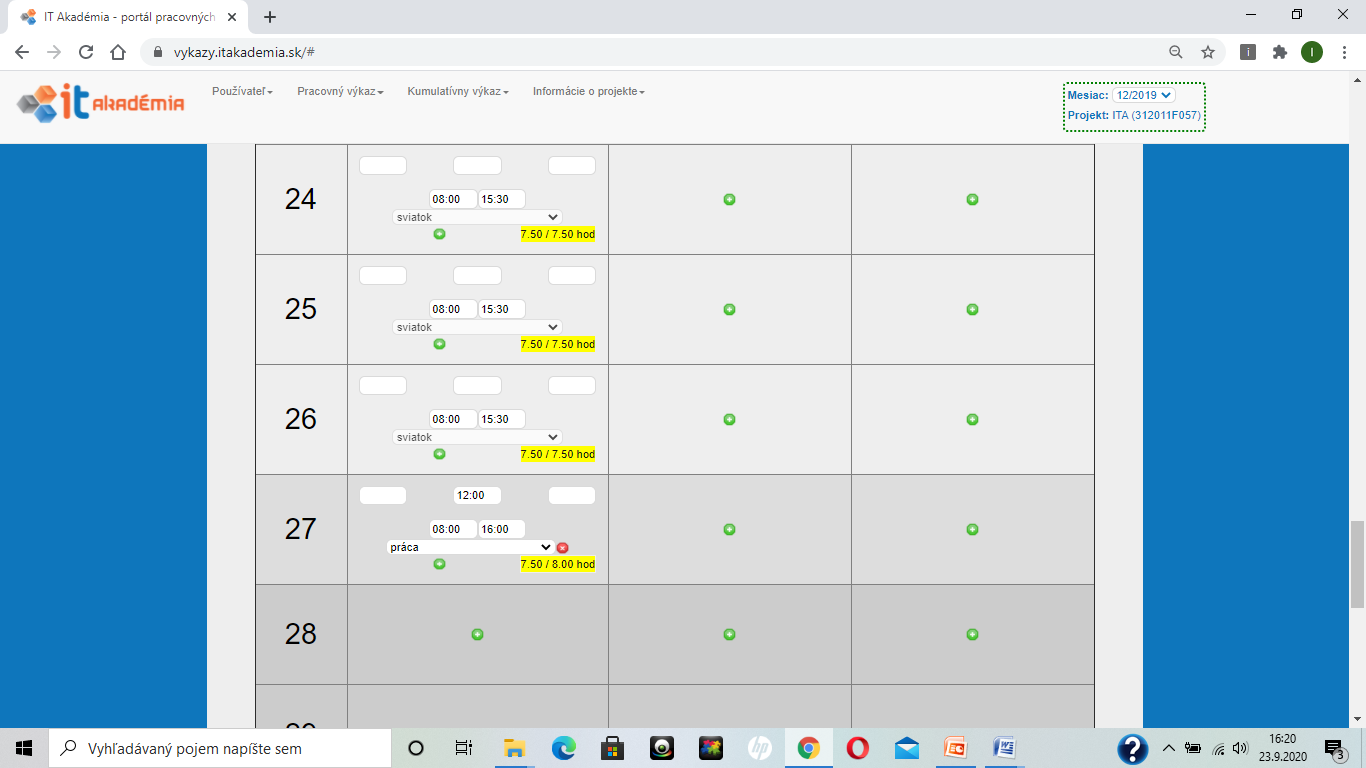 IT Akadémia - portál pracovných
vykazy.itakademia.sk/#
it akadémia
Používateľ Pracovný výkaz Kumulatívny výkaz Informácie o projekte
Mesiac: 12/2019
Projekt: ITA (312011F057)
24
08:00 15:30
sviatok
7.50 / 7.50 hod
25
08:00 15:30
sviatok
7.50 / 7.50 hod
26
08:00 15:30
sviatok
7.50 / 7.50 hod
27
12:00
08:00 16:00
práca
7.50 / 8.00 hod
28
Vyhľadávaný pojem napíšte sem
16:20
23.9.2020
3